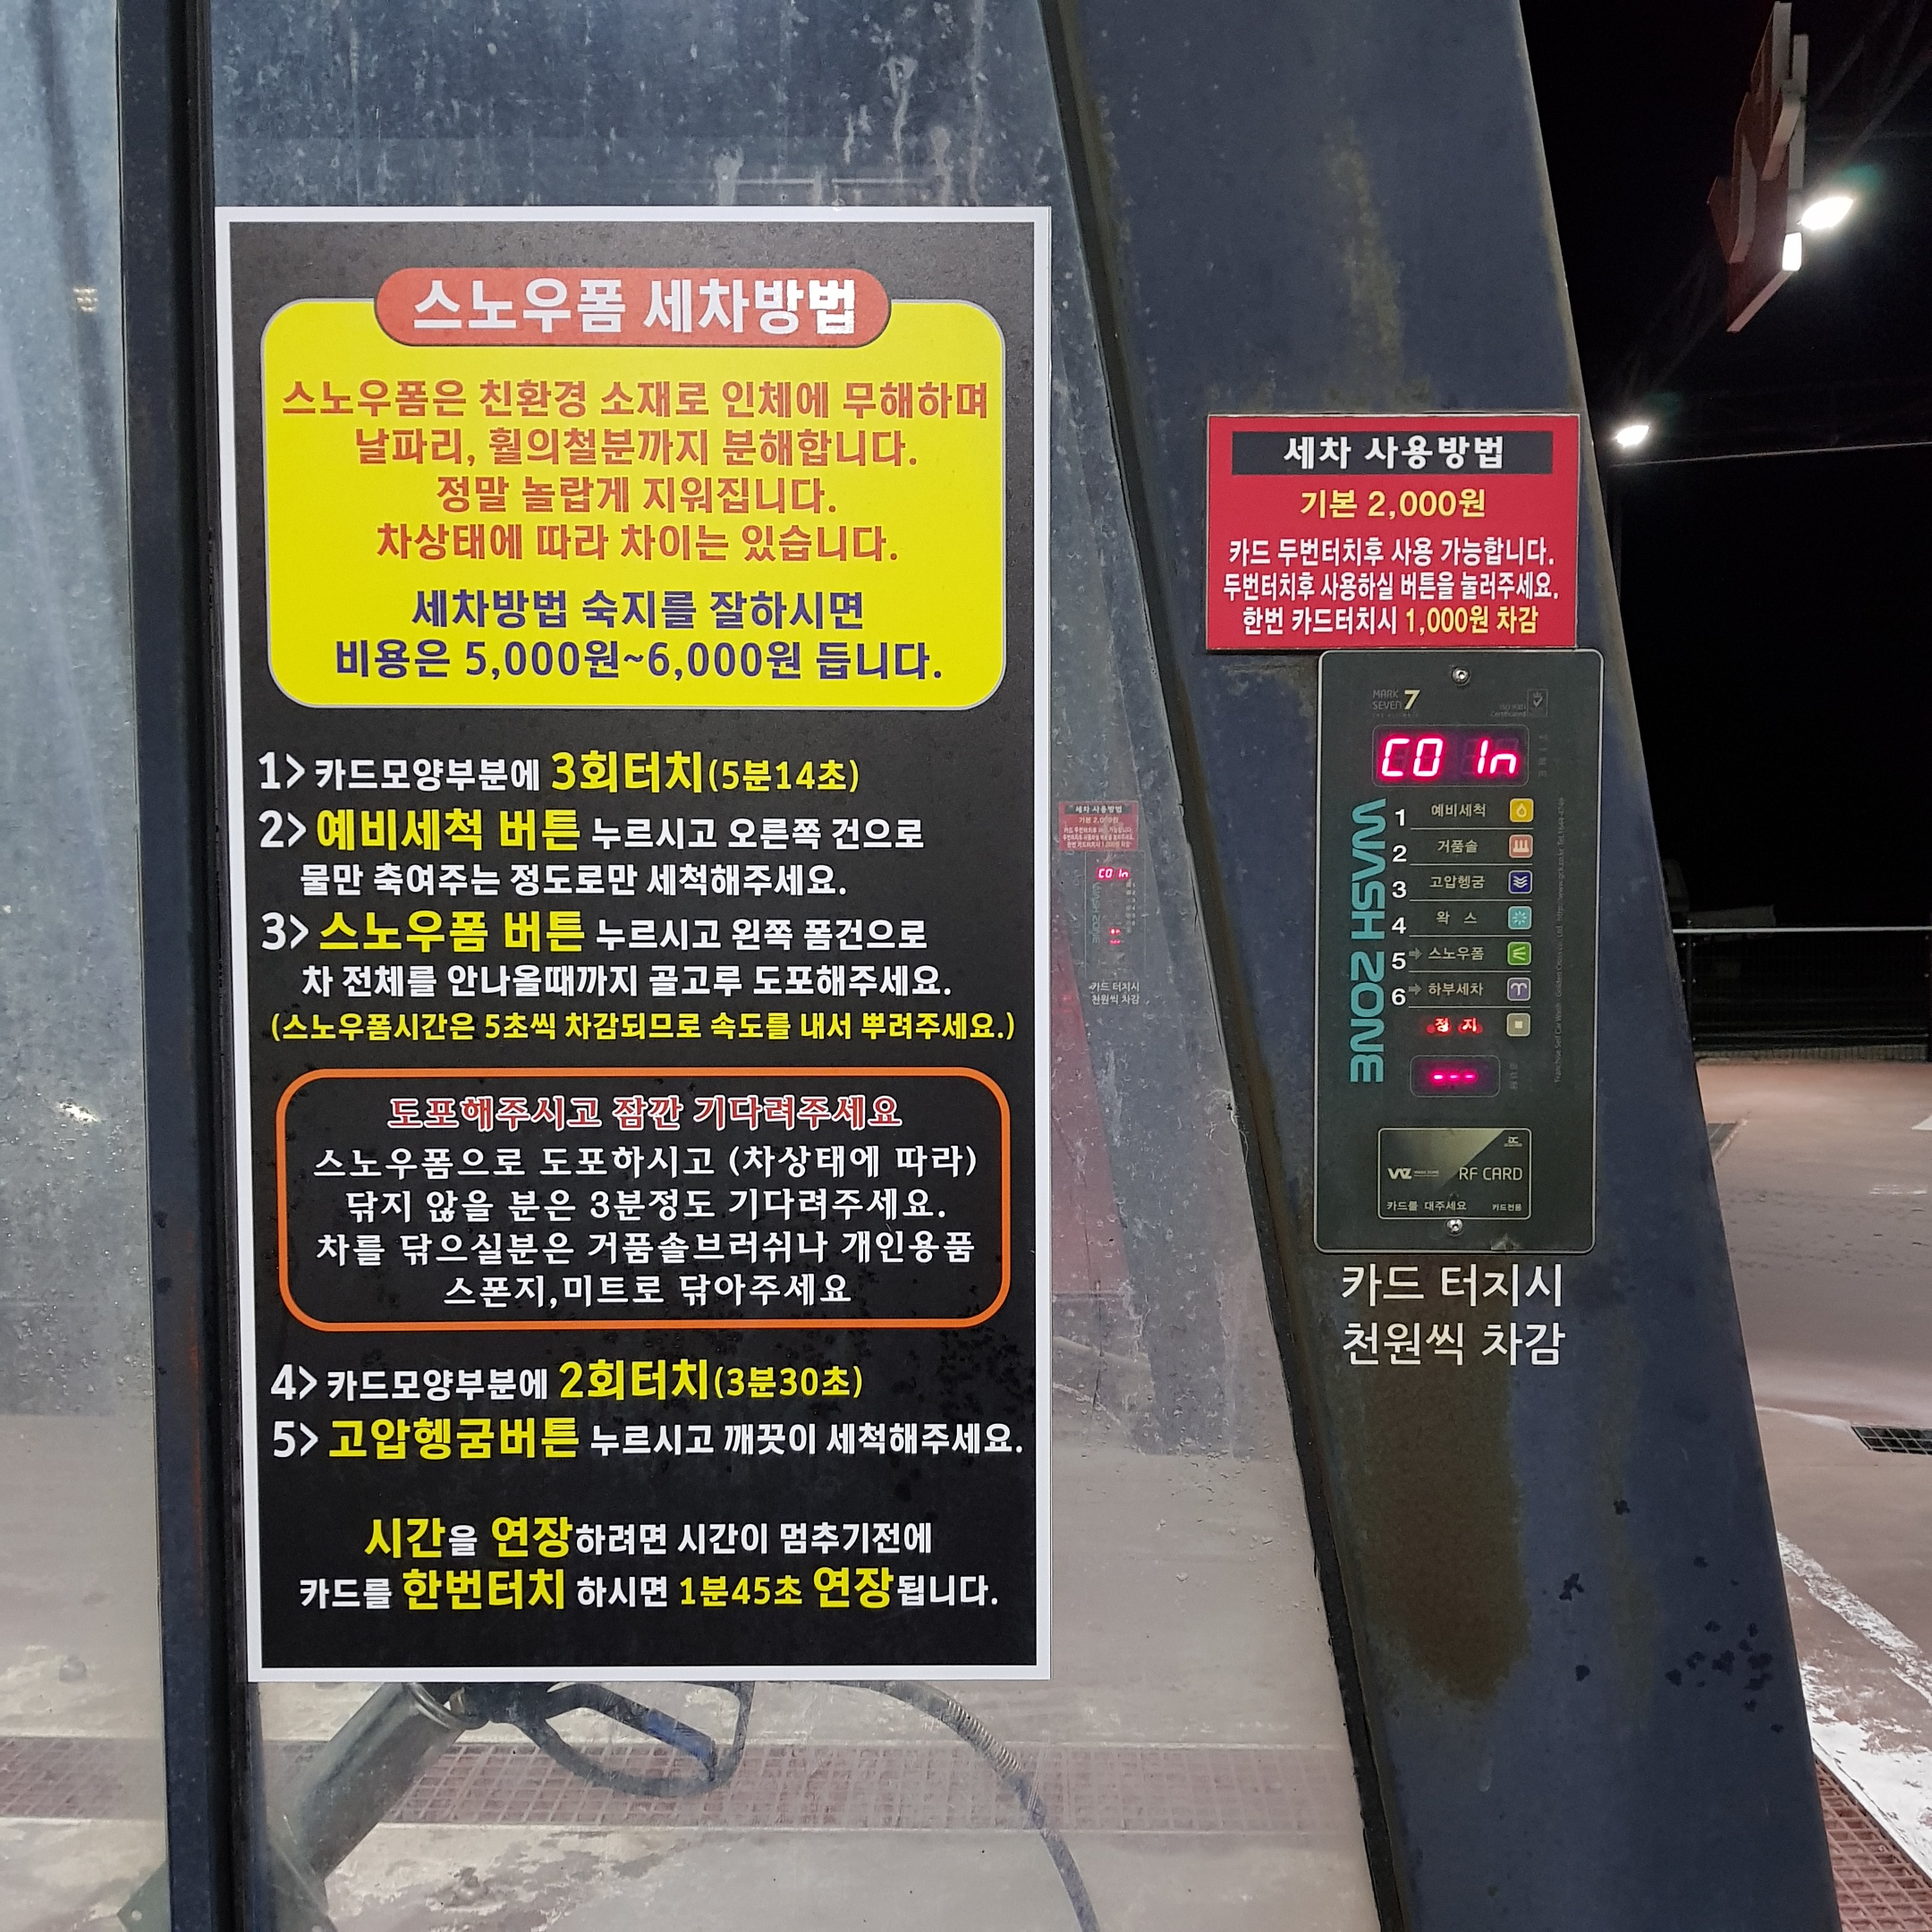 스노우폼 세차방법
스노우폼은 친환경 소재로 인체에 무해하며
날파리, 휠의철분까지 분해합니다.
정말 놀랍게 지워집니다.
차상태에 따라 차이는 있습니다.
세차방법 숙지를 잘하시면
비용은 5,000원~6,000원 듭니다.
1> 카드모양부분에 3회터치(5분14초)
2> 예비세척 버튼 누르시고 오른쪽 건으로
물만 축여주는 정도로만 세척해주세요.
3> 스노우폼 버튼 누르시고 왼쪽 폼건으로
차 전체를 안나올때까지 골고루 도포해주세요.
(스노우폼시간은 5초씩 차감되므로 속도를 내서 뿌려주세요.)
도포해주시고 잠깐 기다려주세요
스노우폼으로 도포하시고 (차상태에 따라)
닦지 않을 분은 3분정도 기다려주세요.
차를 닦으실분은 거품솔브러쉬나 개인용품
스폰지,미트로 닦아주세요
4> 카드모양부분에 2회터치(3분30초)
5> 고압헹굼버튼 누르시고 깨끗이 세척해주세요.
시간을 연장하려면 시간이 멈추기전에
카드를 한번터치 하시면 1분45초 연장됩니다.
세차 사용방법
기본 2,000원
카드 두번터치후 사용 가능합니다.
두번터치후 사용하실 버튼을 눌러주세요.
한번 카드터치시 1,000원 차감
MARK
SEVEN 7
ISO 9001
Certificated
CO In
TIME
WASH ZONE
1 예비세척
2 거품솔
3 고압헹굼
4 왁 스
5 스노우폼
6 하부세차
정 지
---
WZ RF CARD
카드를 대주세요 카드전용
카드 터치시
천원씩 차감